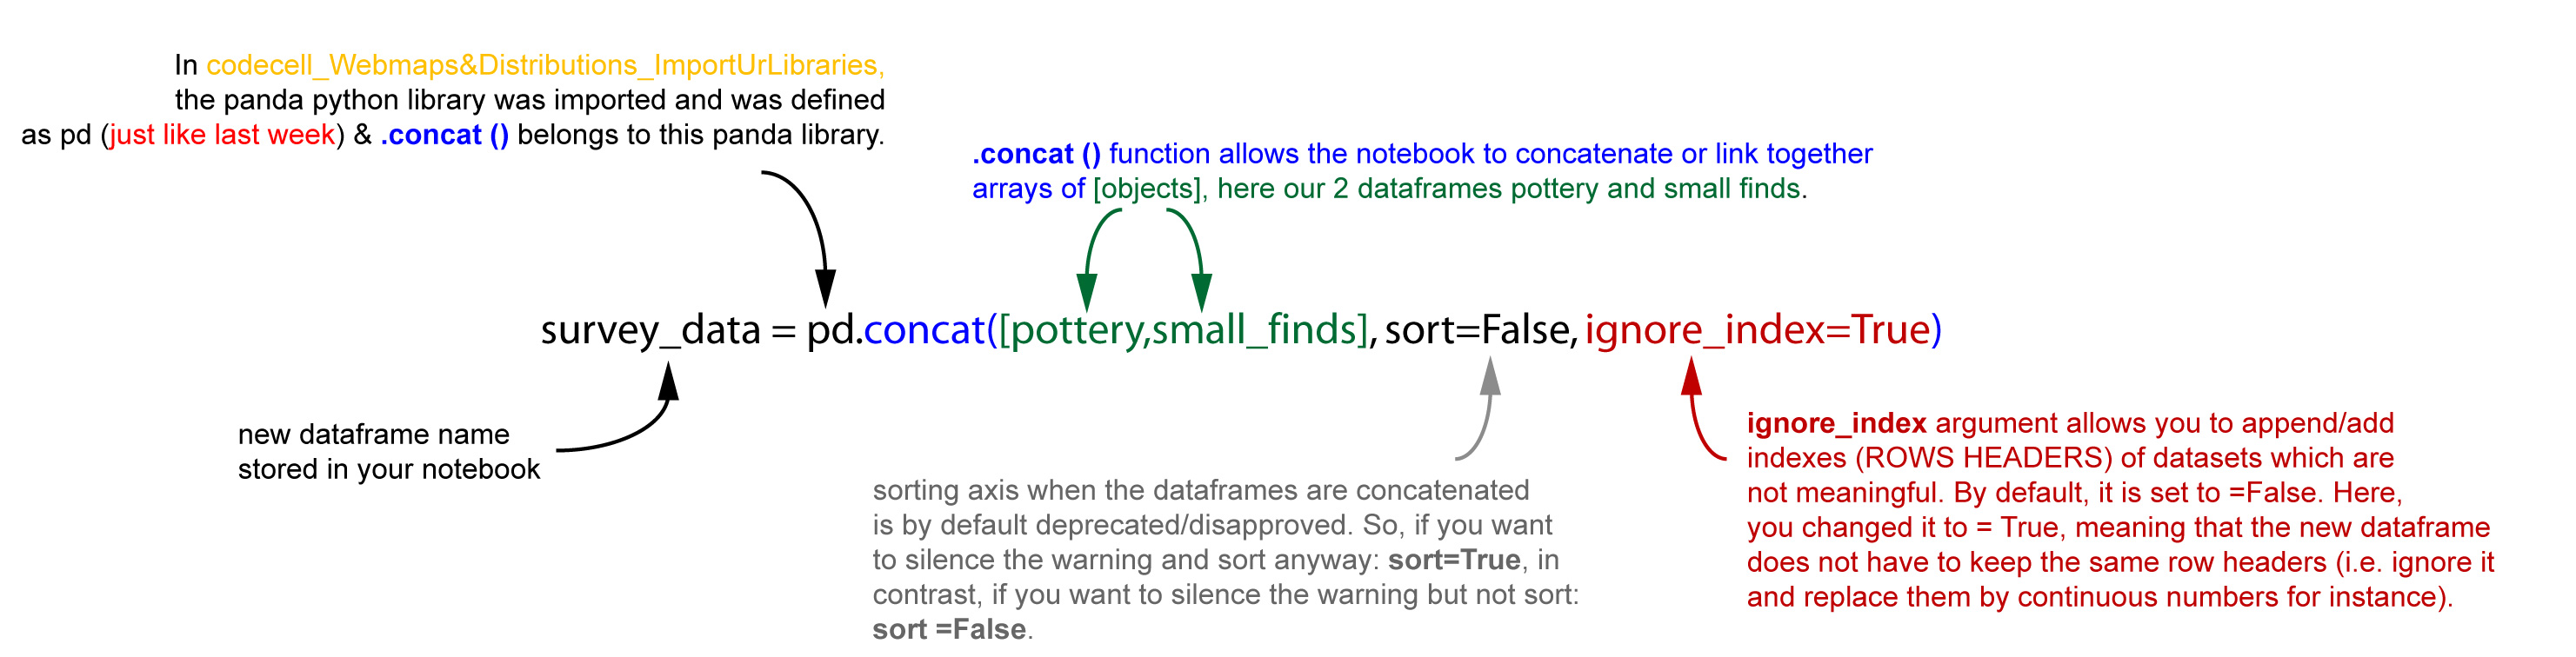 In codecell_Webmaps&Distributions_ImportUrLibraries,
the panda python library was imported and was defined
as pd (just like last week) & .concat () belongs to this panda library.
.concat () function allows the notebook to concatenate or link together
arrays of [objects], here our 2 dataframes pottery and small finds.
survey_data = pd.concat([pottery,small_finds], sort=False, ignore_index=True)
new dataframe name
stored in your notebook
sorting axis when the dataframes are concatenated
is by default deprecated/disapproved. So, if you want
to silence the warning and sort anyway: sort=True, in
contrast, if you want to silence the warning but not sort:
sort =False.
ignore_index argument allows you to append/add
indexes (ROWS HEADERS) of datasets which are
not meaningful. By default, it is set to =False. Here,
you changed it to = True, meaning that the new dataframe
does not have to keep the same row headers (i.e. ignore it
and replace them by continuous numbers for instance).